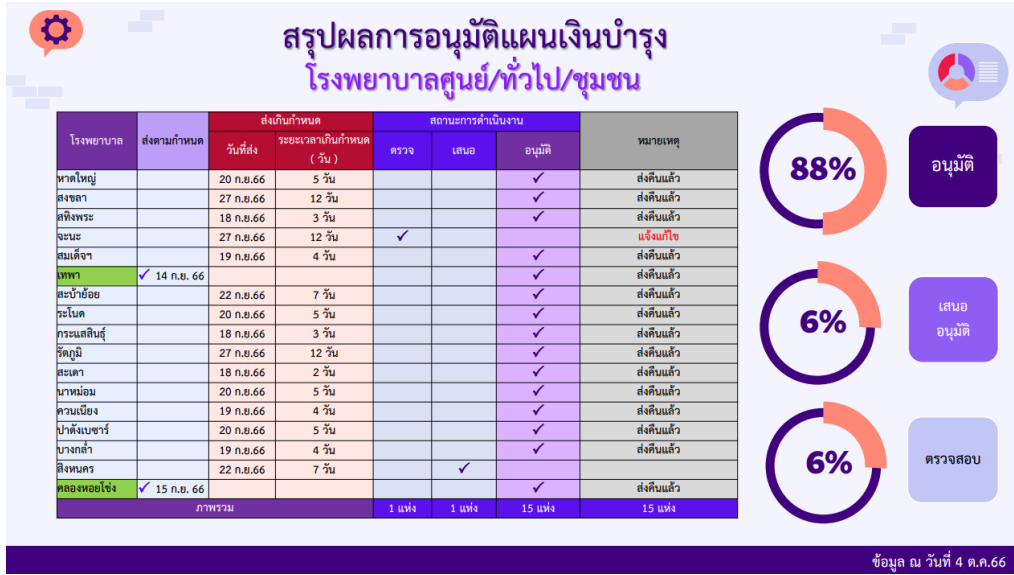 สรุปผลการอนุมัติแผนเงินบำรุง
โรงพยาบาลศูนย์/ทั่วไป/ชุมชน
โรงพยาบาล ส่งตามกำหนด ส่งเกินกำหนด สถานะการดำเนินงาน หมายเหตุ
วันที่ส่ง ระยะเวลาเกินกำหนด ( วัน ) ตรวจ เสนอ อนุมัติ
หาดใหญ่ 20 ก.ย.66 5 วัน ✓ ส่งคืนแล้ว
สงขลา 27 ก.ย.66 12 วัน ✓ ส่งคืนแล้ว
สทิงพระ 18 ก.ย.66 3 วัน ✓ ส่งคืนแล้ว
จะนะ 27 ก.ย.66 12 วัน ✓ แจ้งแก้ไข
สมเด็จฯ 19 ก.ย.66 4 วัน ✓ ส่งคืนแล้ว
เทพา ✓ 14 ก.ย. 66 ✓ ส่งคืนแล้ว
สะบ้าย้อย 22 ก.ย.66 7 วัน ✓ ส่งคืนแล้ว
ระโนด 20 ก.ย.66 5 วัน ✓ ส่งคืนแล้ว
กระแสสินธุ์ 18 ก.ย.66 3 วัน ✓ ส่งคืนแล้ว
รัตภูมิ 27 ก.ย.66 12 วัน ✓ ส่งคืนแล้ว
สะเดา 18 ก.ย.66 2 วัน ✓ ส่งคืนแล้ว
นาหม่อม 20 ก.ย.66 5 วัน ✓ ส่งคืนแล้ว
ควนเนียง 19 ก.ย.66 4 วัน ✓ ส่งคืนแล้ว
ปาดังเบซาร์ 20 ก.ย.66 5 วัน ✓ ส่งคืนแล้ว
บางกล่ำ 19 ก.ย.66 4 วัน ✓ ส่งคืนแล้ว
สิงหนคร 22 ก.ย.66 7 วัน ✓
คลองหอยโข่ง ✓ 15 ก.ย. 66 ✓ ส่งคืนแล้ว
ภาพรวม 1 แห่ง 1 แห่ง 15 แห่ง 15 แห่ง
88% อนุมัติ
6% เสนอ
อนุมัติ
6% ตรวจสอบ
ข้อมูล ณ วันที่ 4 ต.ค.66